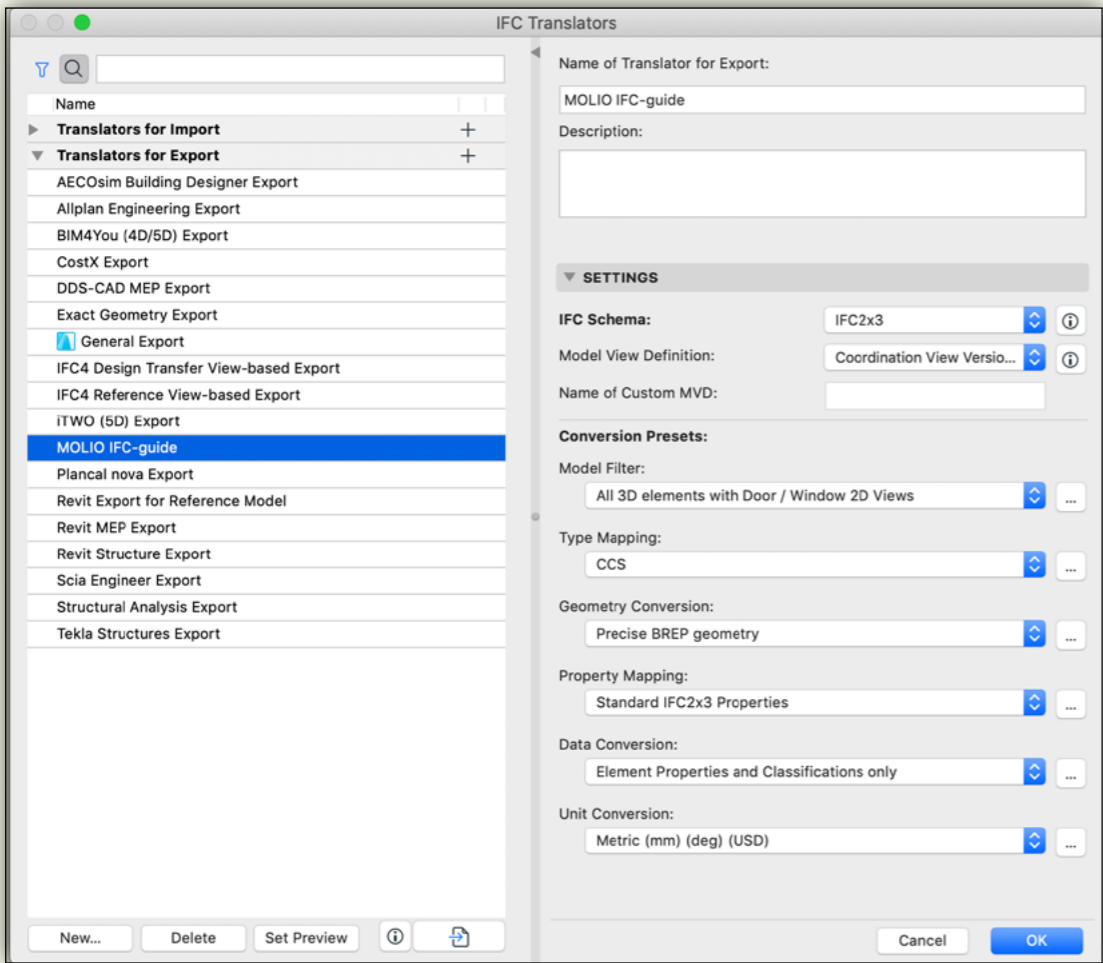 IFC Translators
Name
Translators for Import
Translators for Export
AECOsim Building Designer Export
Allplan Engineering Export
BIM4You (4D/5D) Export
CostX Export
DDS-CAD MEP Export
Exact Geometry Export
General Export
IFC4 Design Transfer View-based Export
IFC4 Reference View-based Export
iTWO (5D) Export
MOLIO IFC-guide
Plancal nova Export
Revit Export for Reference Model
Revit MEP Export
Revit Structure Export
Scia Engineer Export
Structural Analysis Export
Tekla Structures Export
New...
Delete
Set Preview
Name of Translator for Export:
MOLIO IFC-guide
Description:
SETTINGS
IFC Schema: IFC2x3
Model View Definition: Coordination View Versio...
Name of Custom MVD:
Conversion Presets:
Model Filter:
All 3D elements with Door / Window 2D Views ...
Type Mapping:
CCS ...
Geometry Conversion:
Precise BREP geometry ...
Property Mapping:
Standard IFC2x3 Properties ...
Data Conversion:
Element Properties and Classifications only ...
Unit Conversion:
Metric (mm) (deg) (USD) ...
Cancel
OK